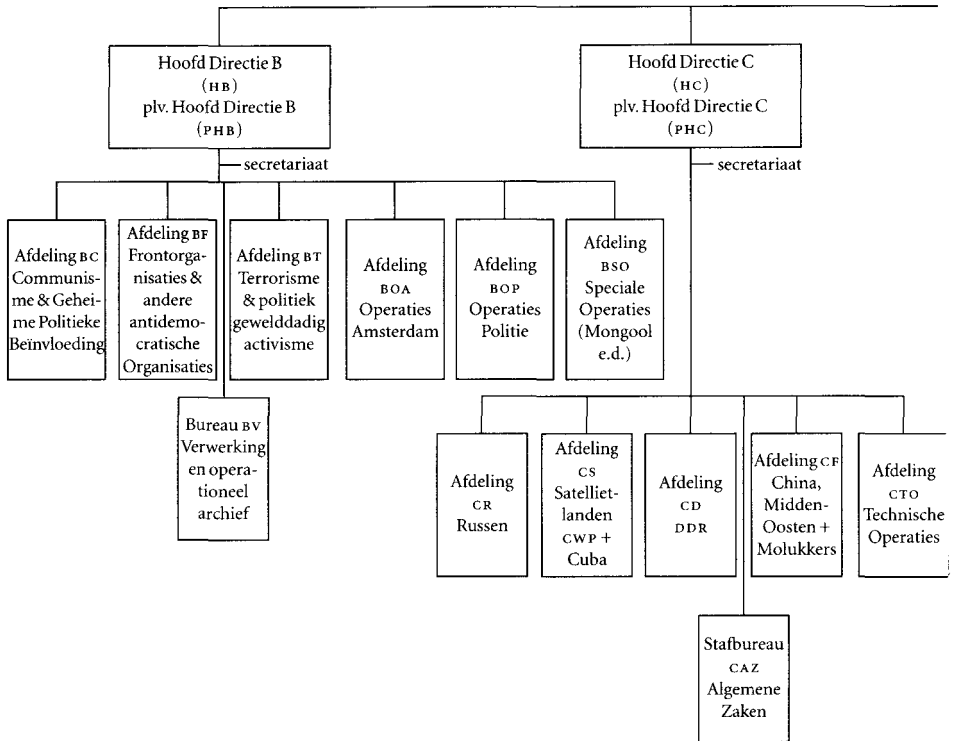 Hoofd Directie B
(HB)
plv. Hoofd Directie B
(PHB)
secretariaat
Afdeling BC
Communis-
me & Gehei-
me Politieke
Beïnvloeding
Afdeling BF
Frontorga-
nisaties &
andere
antidemo-
cratische
Organisaties
Afdeling BT
Terrorisme
& politiek
gewelddadig
activisme
Afdeling
BOA
Operaties
Amsterdam
Afdeling
BOP
Operaties
Politie
Afdeling
BSO
Speciale
Operaties
(Mongool
e.d.)
Bureau BV
Verwerking
en opera-
tioneel
archief
Hoofd Directie C
(HC)
plv. Hoofd Directie C
(PHC)
secretariaat
Afdeling
CR
Russen
Afdeling
CS
Satelliet-
landen
CWP +
Cuba
Afdeling
CD
DDR
Afdeling CF
China,
Midden-
Oosten +
Molukkers
Afdeling
CTO
Technische
Operaties
Stafbureau
CAZ
Algemene
Zaken